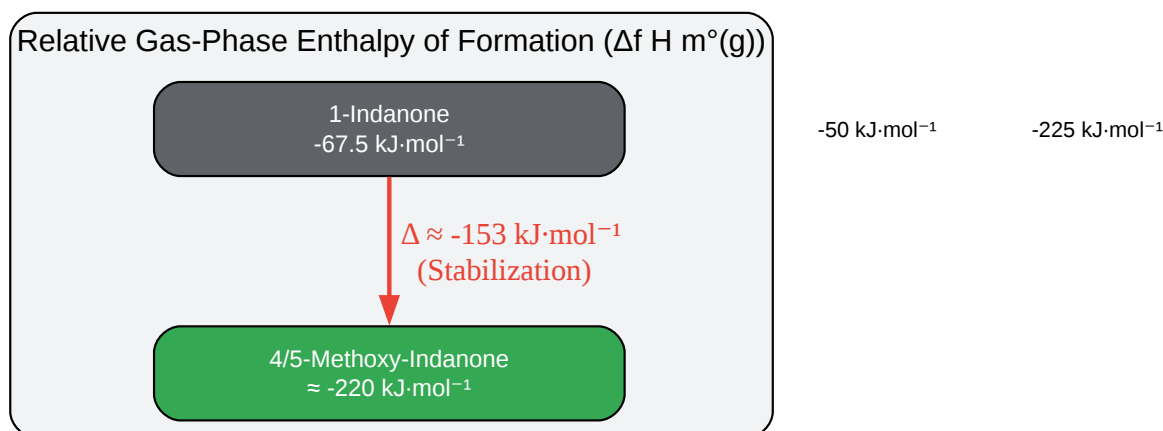 Relative Gas-Phase Enthalpy of Formation (Δf H m°(g))
1-Indanone
-67.5 kJ·mol⁻¹
-50 kJ·mol⁻¹
-225 kJ·mol⁻¹
Δ ≈ -153 kJ·mol⁻¹
(Stabilization)
4/5-Methoxy-Indanone
≈ -220 kJ·mol⁻¹